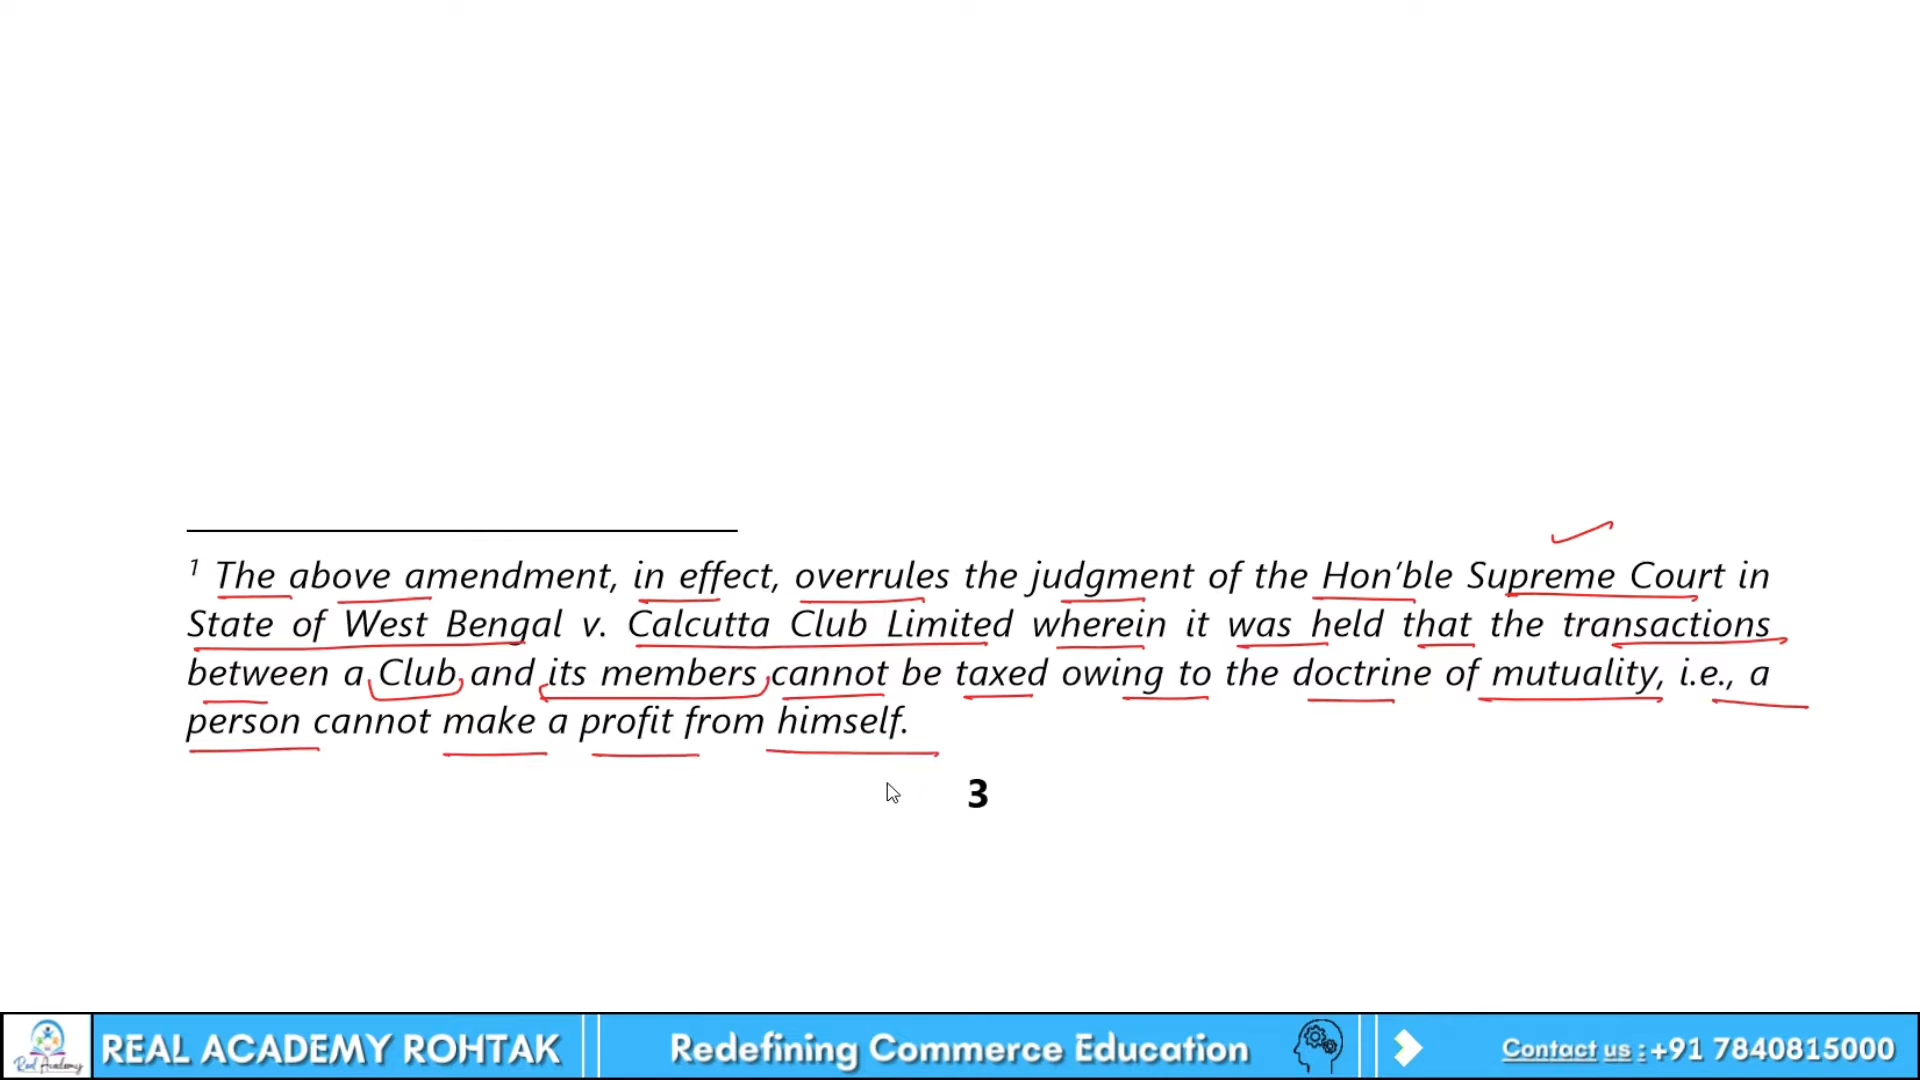 1 The above amendment, in effect, overrules the judgment of the Hon’ble Supreme Court in
State of West Bengal v. Calcutta Club Limited wherein it was held that the transactions
between a Club and its members cannot be taxed owing to the doctrine of mutuality, i.e., a
person cannot make a profit from himself.
3
Real Academy
REAL ACADEMY ROHTAK
Redefining Commerce Education
Contact us : +91 7840815000